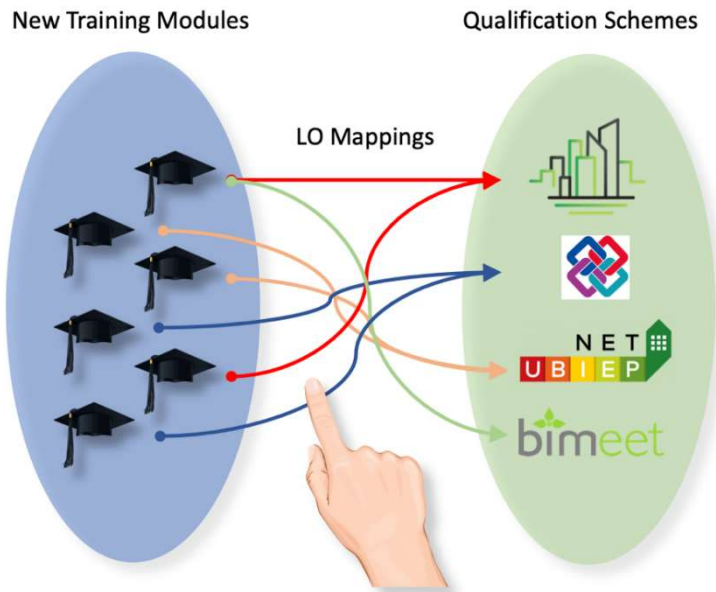 New Training Modules
Qualification Schemes
LO Mappings
NET
UBIEP
bimeet